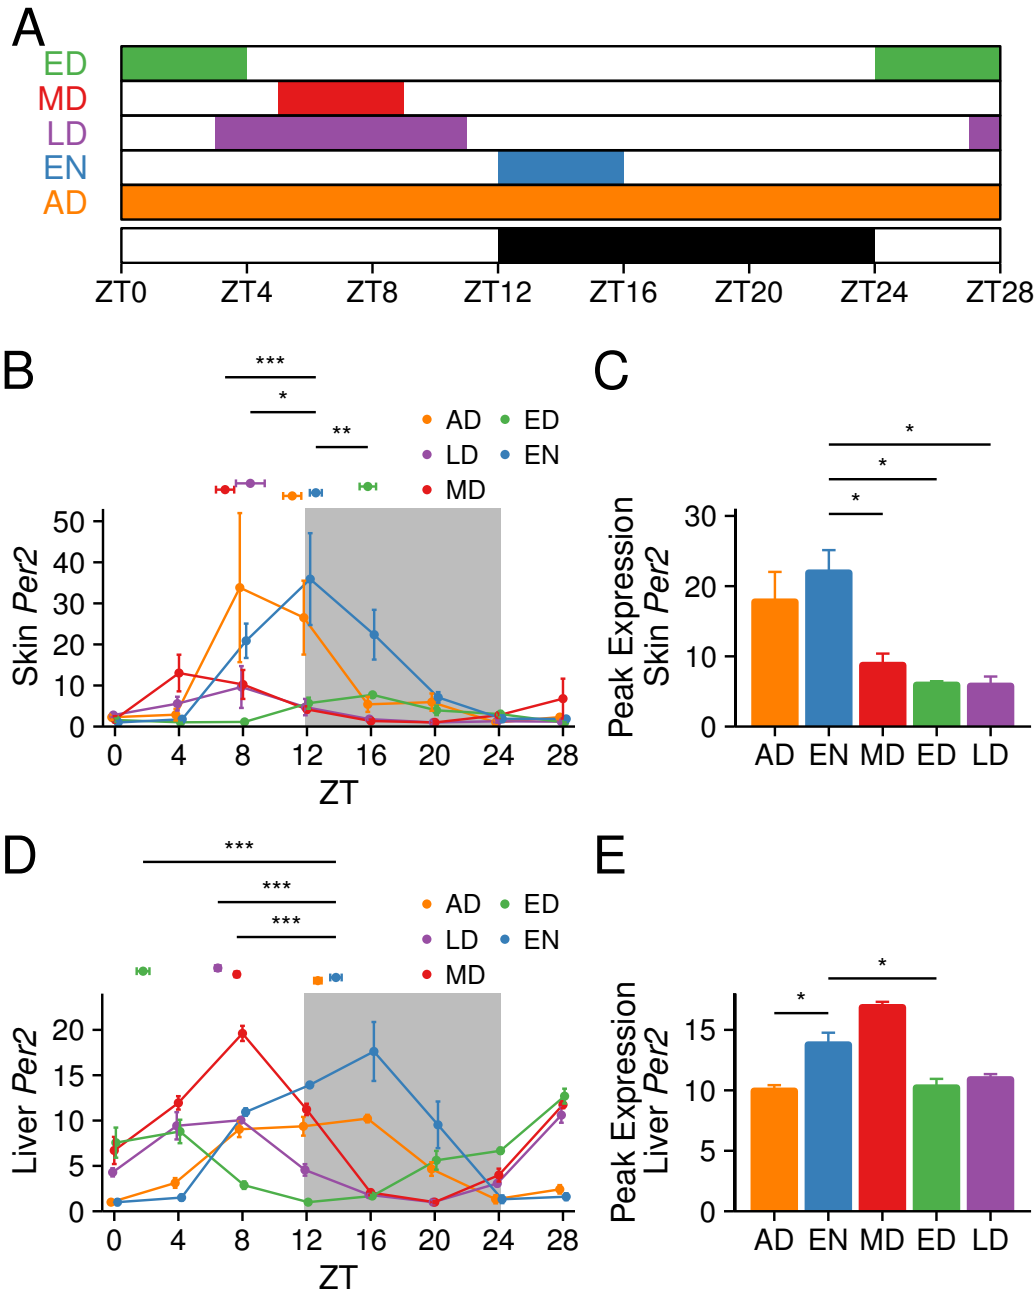 A
ED
MD
LD
EN
AD
ZT0 ZT4 ZT8 ZT12 ZT16 ZT20 ZT24 ZT28
B
***
*
**
AD ED
LD EN
MD
50
40
30
20
10
0
Skin Per2
0 4 8 12 16 20 24 28
ZT
C
*
*
*
30
20
10
0
Peak Expression
Skin Per2
AD EN MD ED LD
D
***
***
***
AD ED
LD EN
MD
20
15
10
5
0
Liver Per2
0 4 8 12 16 20 24 28
ZT
E
*
*
15
10
5
0
Peak Expression
Liver Per2
AD EN MD ED LD